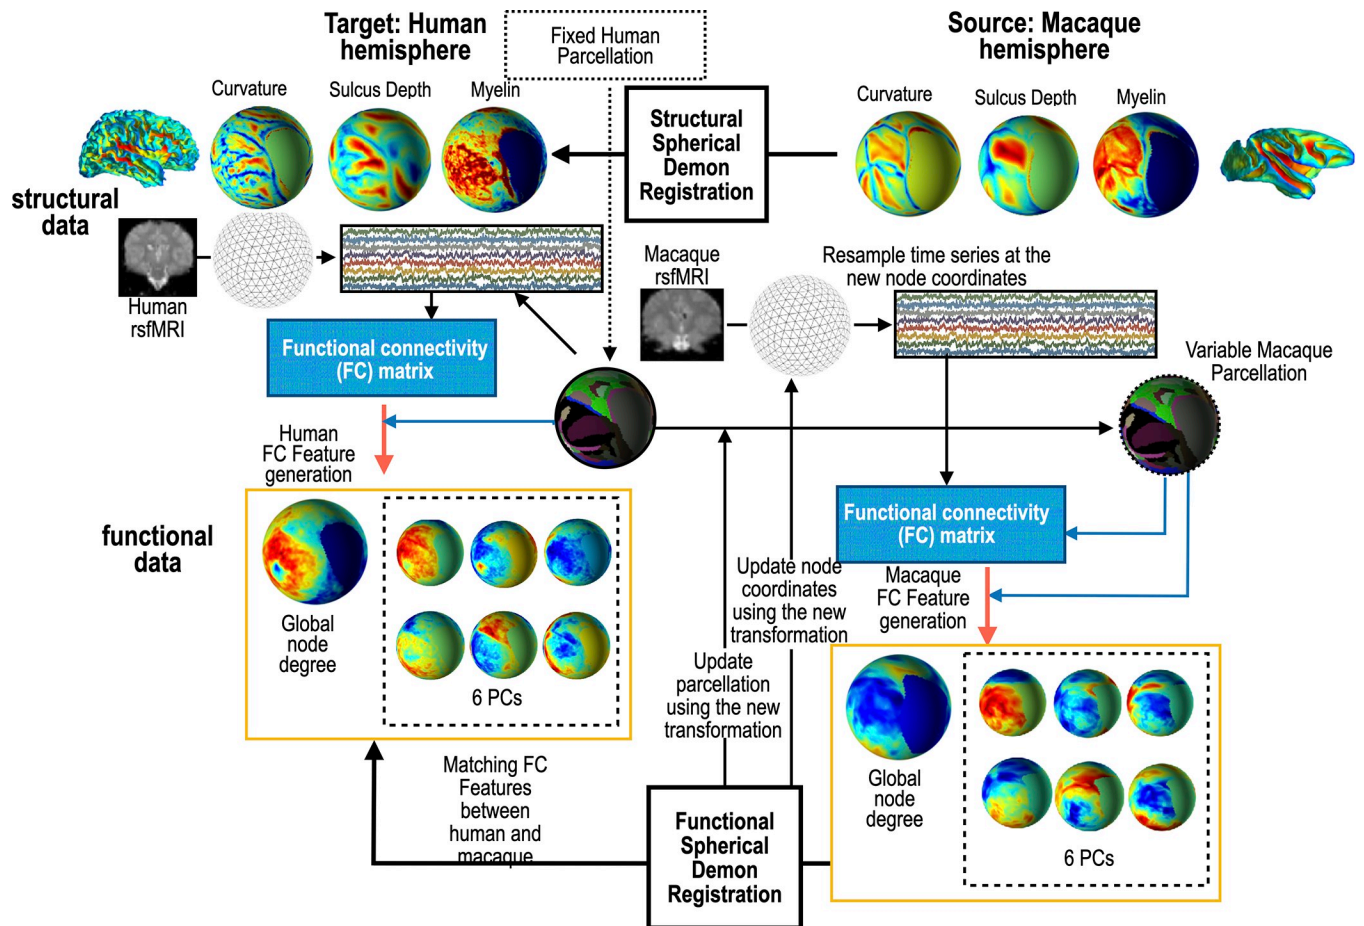 Target: Human
hemisphere
Fixed Human
Parcellation
Source: Macaque
hemisphere
Curvature
Sulcus Depth
Myelin
Structural
Spherical
Demon
Registration
Curvature
Sulcus Depth
Myelin
structural
data
Human
rsfMRI
Macaque
rsfMRI
Resample time series at the
new node coordinates
Functional connectivity
(FC) matrix
Variable Macaque
Parcellation
Human
FC Feature
generation
functional
data
Functional connectivity
(FC) matrix
Global
node
degree
6 PCs
Update node
coordinates
using the new
transformation
Macaque
FC Feature
generation
Update
parcellation
using the new
transformation
Matching FC
Features
between
human and
macaque
Functional
Spherical
Demon
Registration
Global
node
degree
6 PCs